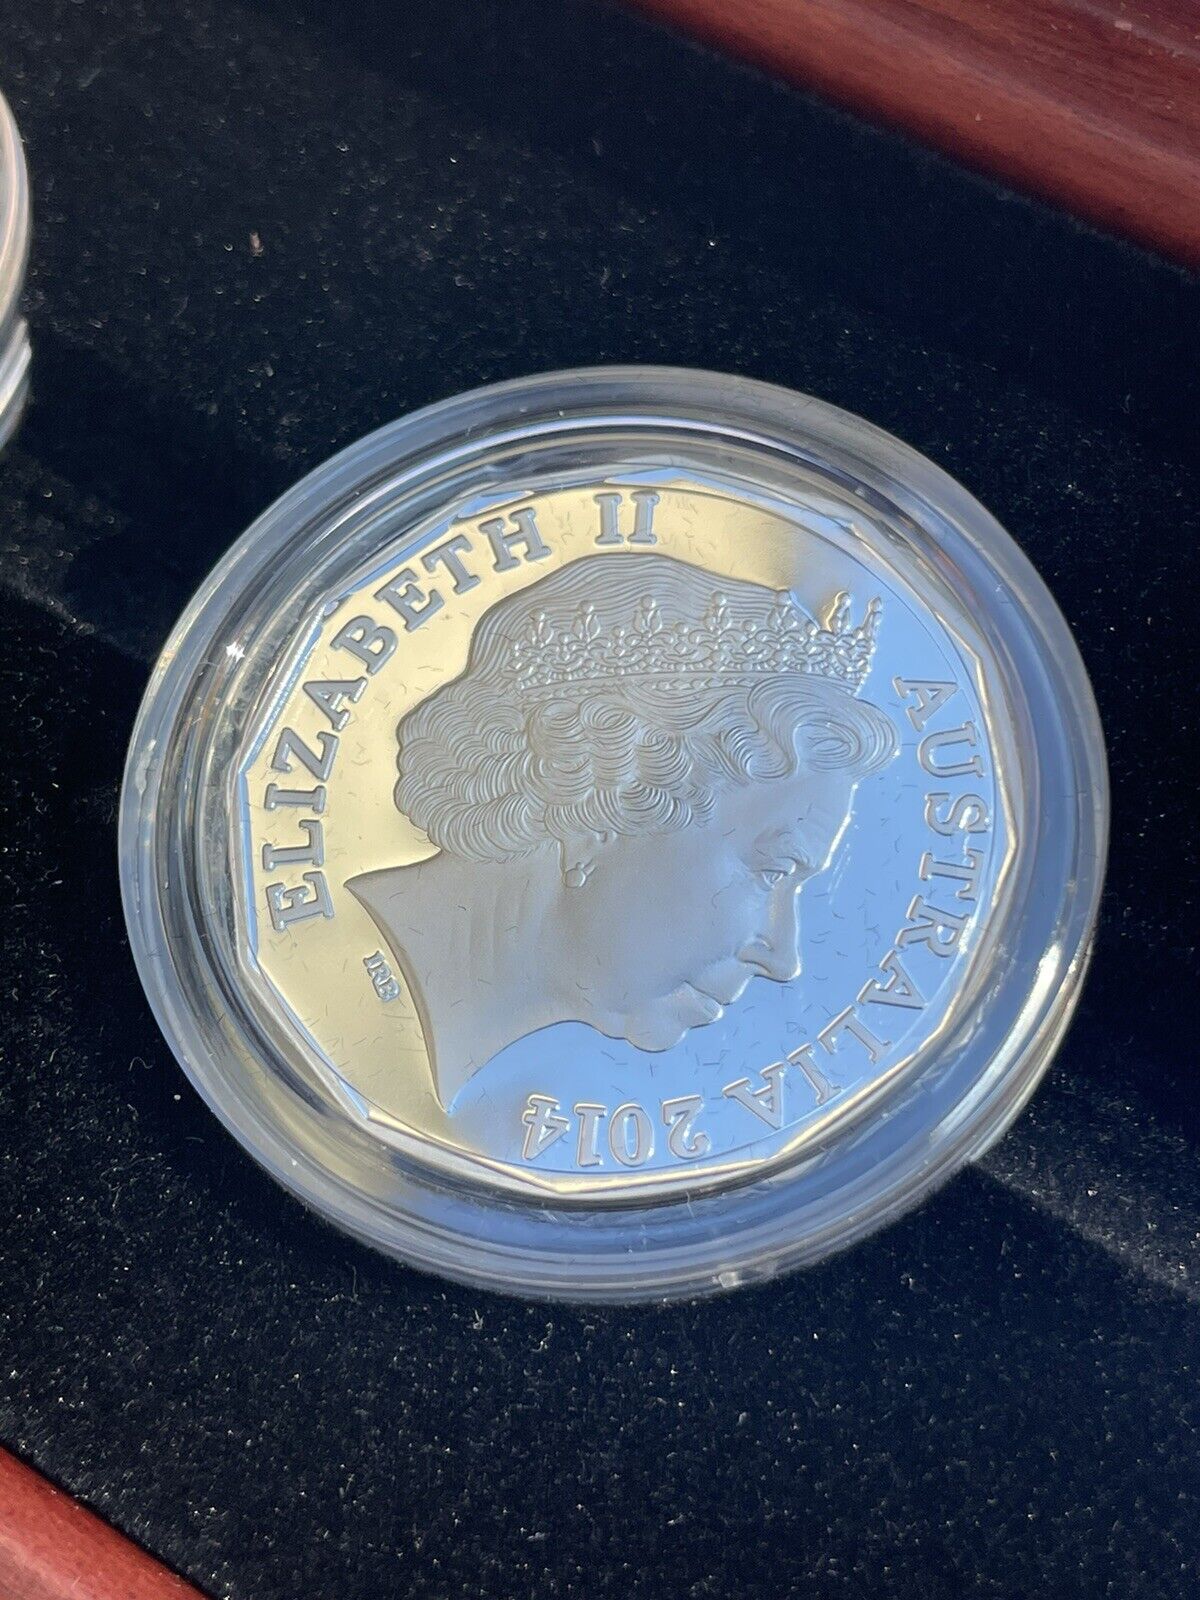 ELIZABETH II
AUSTRALIA 2014
IRB